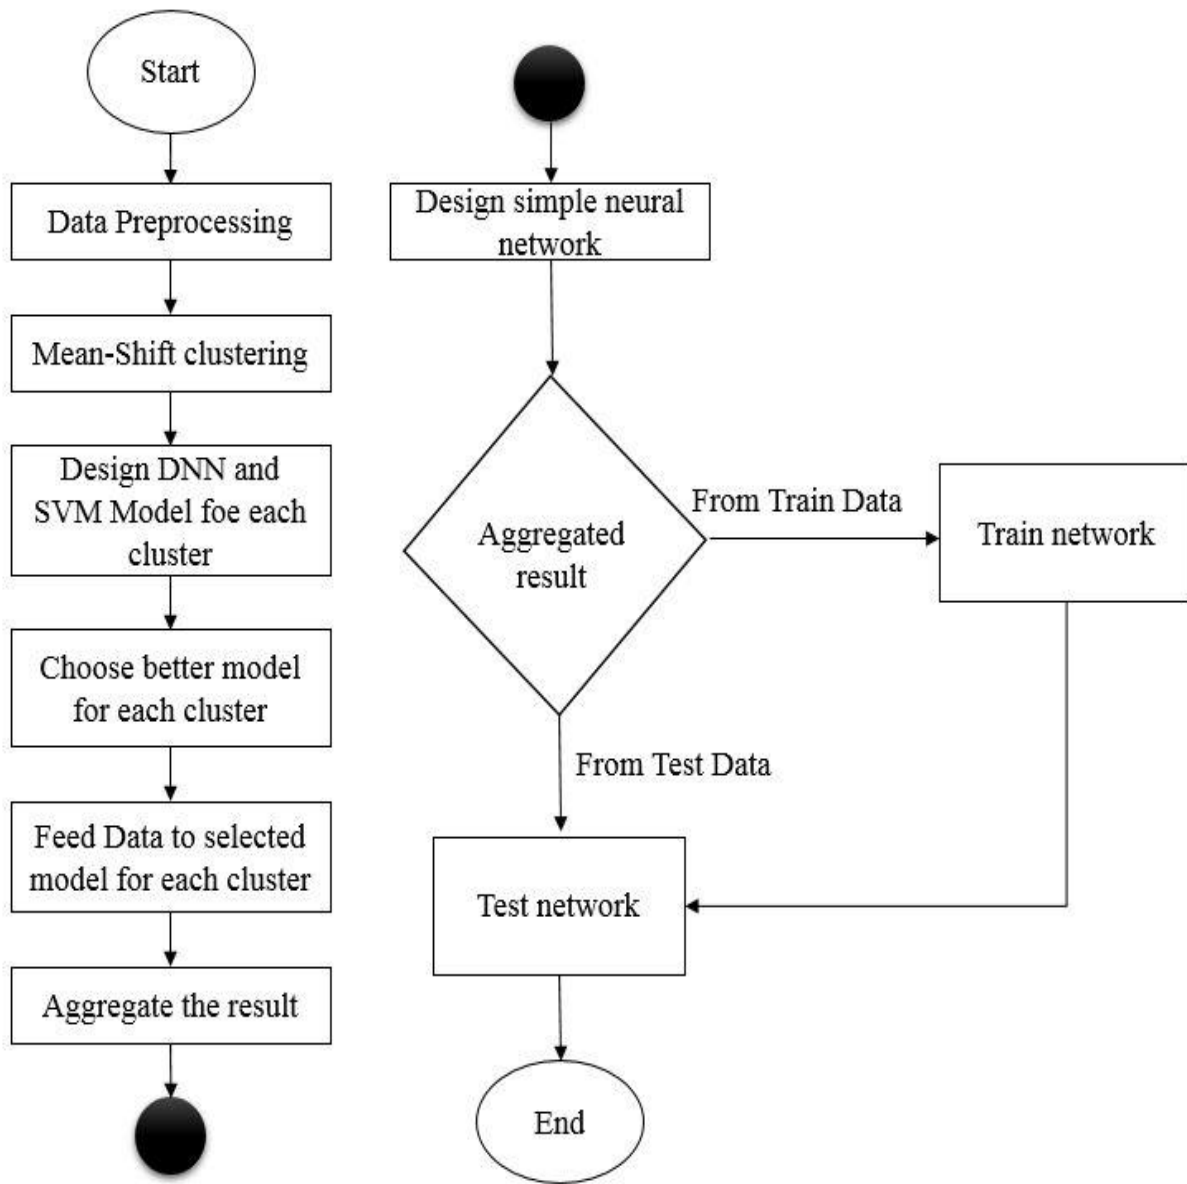 Start
Data Preprocessing
Mean-Shift clustering
Design DNN and
SVM Model foe each
cluster
Choose better model
for each cluster
Feed Data to selected
model for each cluster
Aggregate the result
Design simple neural
network
Aggregated
result
From Train Data
Train network
From Test Data
Test network
End